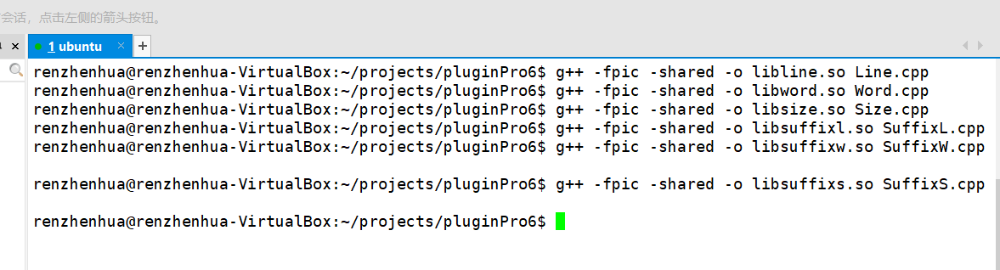 会话，点击左侧的箭头按钮。
1 ubuntu × +
renzhenhua@renzhenhua-VirtualBox:~/projects/pluginPro6$ g++ -fpic -shared -o libline.so Line.cpp
renzhenhua@renzhenhua-VirtualBox:~/projects/pluginPro6$ g++ -fpic -shared -o libword.so Word.cpp
renzhenhua@renzhenhua-VirtualBox:~/projects/pluginPro6$ g++ -fpic -shared -o libsize.so Size.cpp
renzhenhua@renzhenhua-VirtualBox:~/projects/pluginPro6$ g++ -fpic -shared -o libsuffixl.so SuffixL.cpp
renzhenhua@renzhenhua-VirtualBox:~/projects/pluginPro6$ g++ -fpic -shared -o libsuffixw.so SuffixW.cpp
renzhenhua@renzhenhua-VirtualBox:~/projects/pluginPro6$ g++ -fpic -shared -o libsuffixs.so SuffixS.cpp
renzhenhua@renzhenhua-VirtualBox:~/projects/pluginPro6$